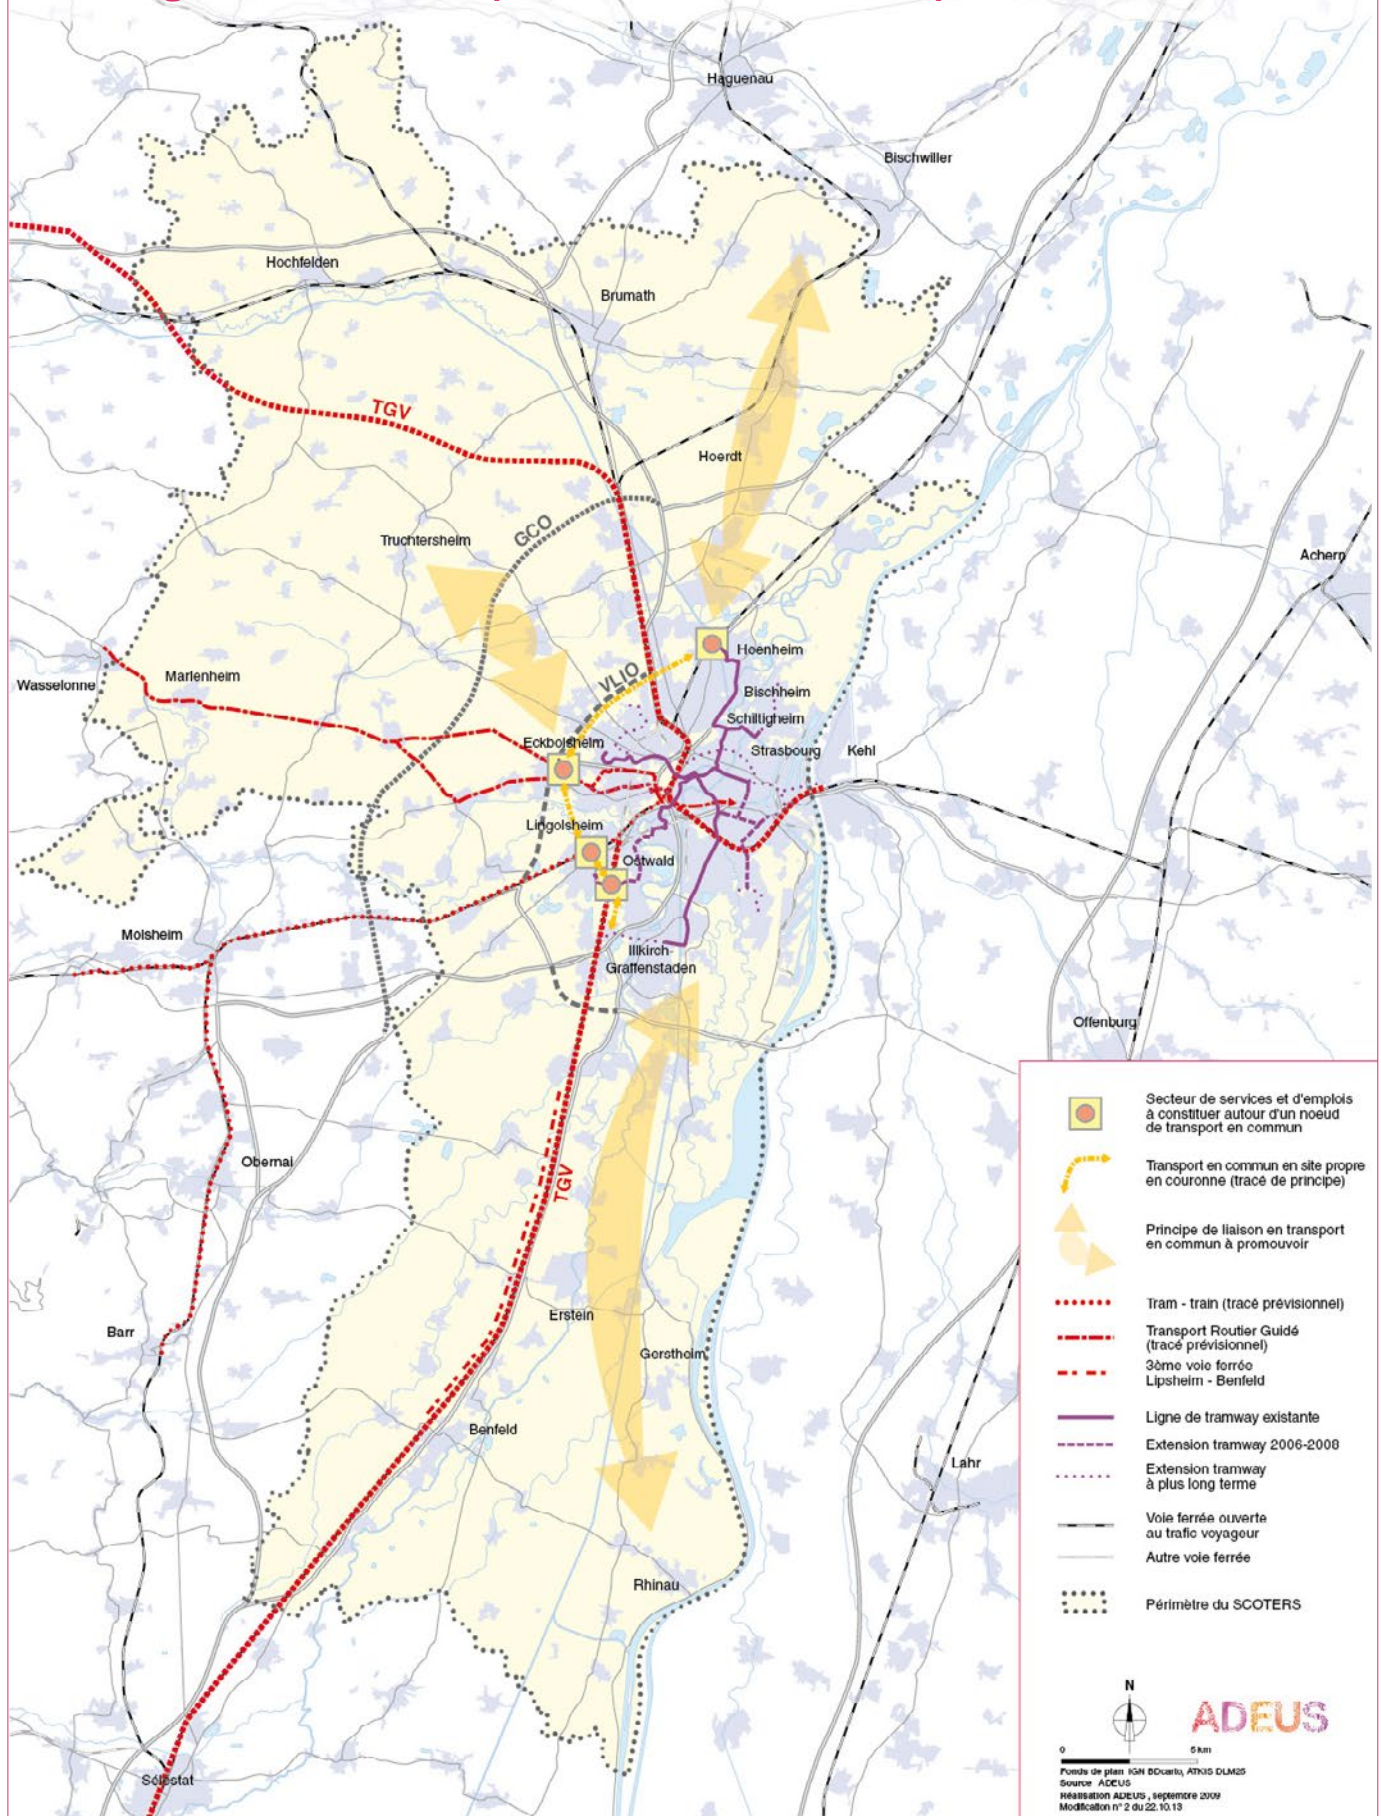 Haguenau
Bischwiller
Hochfelden
Brumath
TGV
Hoerdt
GCO
Truchtersheim
Achern
Hoenheim
Wasselonne
Marlenheim
VLIO
Bischheim
Schiltigheim
Eckbolsheim
Strasbourg
Kehl
Lingolsheim
Ostwald
Molsheim
Illkirch-
Graffenstaden
Offenburg
Obernai
TGV
Erstein
Barr
Gerstheim
Benfeld
Lahr
Rhinau
Sélestat
Secteur de services et d'emplois
à constituer autour d'un noeud
de transport en commun
Transport en commun en site propre
en couronne (tracé de principe)
Principe de liaison en transport
en commun à promouvoir
Tram - train (tracé prévisionnel)
Transport Routier Guidé
(tracé prévisionnel)
3ème voie ferrée
Lipsheim - Benfeld
Ligne de tramway existante
Extension tramway 2006-2008
Extension tramway
à plus long terme
Voie ferrée ouverte
au trafic voyageur
Autre voie ferrée
Périmètre du SCOTERS
N
ADEUS
0 5 km
Fonds de plan IGN BDcarto, ATKIS DLM25
Source ADEUS
Réalisation ADEUS, septembre 2009
Modification n° 2 du 22.10.13